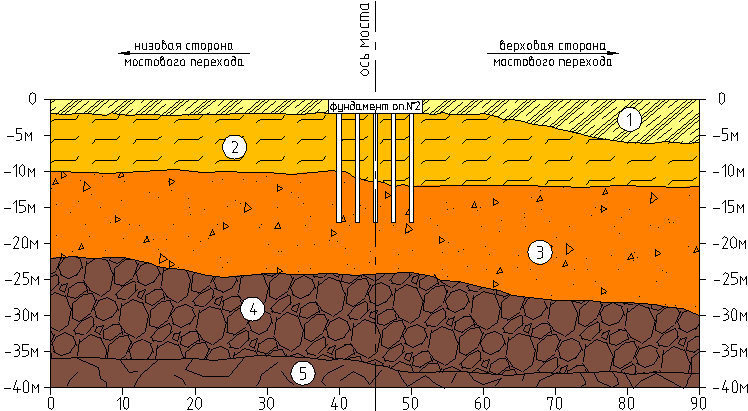 низовая сторона
мостового перехода
ось моста
верховая сторона
мастового перехода
фундамент оп.№2
0
-5м
-10м
-15м
-20м
-25м
-30м
-35м
-40м
0
-5м
-10м
-15м
-20м
-25м
-30м
-35м
-40м
1
2
3
4
5
0 10 20 30 40 50 60 70 80 90